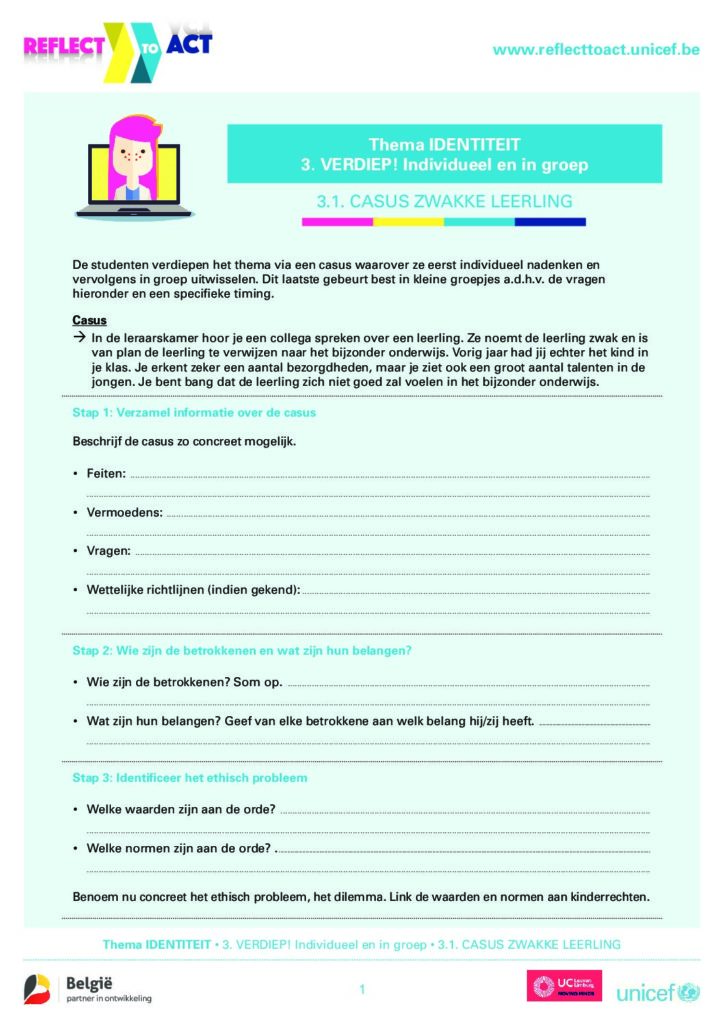 REFLECT TO ACT
www.reflecttoact.unicef.be
Thema IDENTITEIT
3. VERDIEP! Individueel en in groep
3.1. CASUS ZWAKKE LEERLING
De studenten verdiepen het thema via een casus waarover ze eerst individueel nadenken en
vervolgens in groep uitwisselen. Dit laatste gebeurt best in kleine groepjes a.d.h.v. de vragen
hieronder en een specifieke timing.
Casus
→ In de leraarskamer hoor je een collega spreken over een leerling. Ze noemt de leerling zwak en is
van plan de leerling te verwijzen naar het bijzonder onderwijs. Vorig jaar had jij echter het kind in
je klas. Je erkent zeker een aantal bezorgdheden, maar je ziet ook een groot aantal talenten in de
jongen. Je bent bang dat de leerling zich niet goed zal voelen in het bijzonder onderwijs.
Stap 1: Verzamel informatie over de casus
Beschrijf de casus zo concreet mogelijk.
• Feiten:
• Vermoedens:
• Vragen:
• Wettelijke richtlijnen (indien gekend):
Stap 2: Wie zijn de betrokkenen en wat zijn hun belangen?
• Wie zijn de betrokkenen? Som op.
• Wat zijn hun belangen? Geef van elke betrokkene aan welk belang hij/zij heeft.
Stap 3: Identificeer het ethisch probleem
• Welke waarden zijn aan de orde?
• Welke normen zijn aan de orde? .
Benoem nu concreet het ethisch probleem, het dilemma. Link de waarden en normen aan kinderrechten.
Thema IDENTITEIT • 3. VERDIEP! Individueel en in groep • 3.1. CASUS ZWAKKE LEERLING
België
partner in ontwikkeling
1
UC Leuven
Limburg
unicef